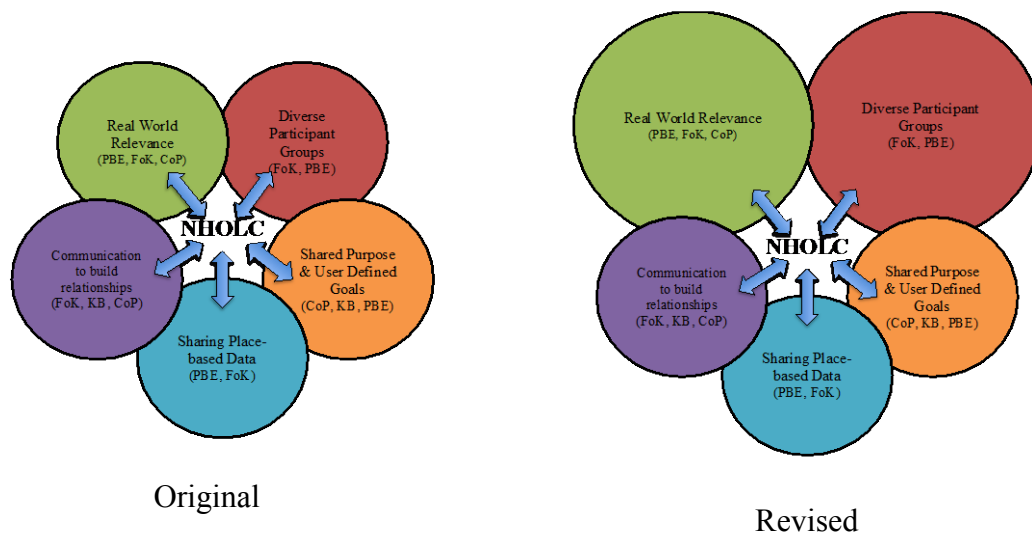 Real World
Relevance
(PBE, FoK, CoP)
Diverse
Participant
Groups
(FoK, PBE)
NHOLC
Communication
to build
relationships
(FoK, KB, CoP)
Shared Purpose
& User Defined
Goals
(CoP, KB, PBE)
Sharing Place-
based Data
(PBE, FoK)
Original
Real World Relevance
(PBE, FoK, CoP)
Diverse Participant
Groups
(FoK, PBE)
NHOLC
Communication
to build
relationships
(FoK, KB, CoP)
Shared Purpose
& User Defined
Goals
(CoP, KB, PBE)
Sharing Place-
based Data
(PBE, FoK)
Revised